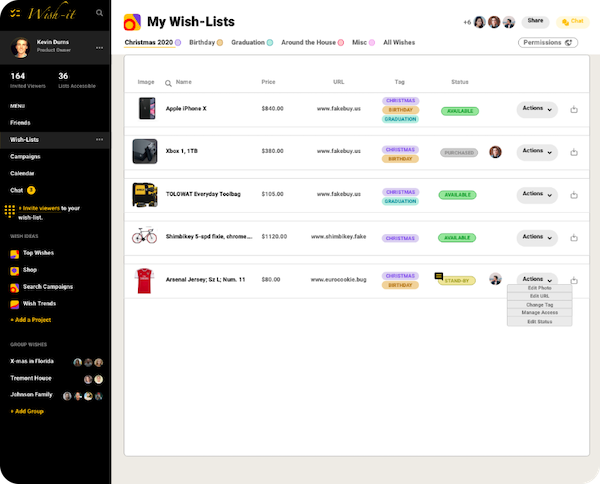 Wish-it
Kevin Durns
Product Owner
164
36
Invited Viewers
Lists Accessible
MENU
Friends
Wish-Lists
Campaigns
Calendar
Chat
+ Invite viewers to your
wish-list.
WISH IDEAS
Top Wishes
Shop
Search Campaigns
Wish Trends
+ Add a Project
GROUP WISHES
X-mas in Florida
Tremont House
Johnson Family
+ Add Group
My Wish-Lists
+6
Share
Chat
Christmas 2020
Birthday
Graduation
Around the House
Misc
All Wishes
Permissions
Image
Name
Price
URL
Tag
Status
Apple iPhone X
$840.00
www.fakebuy.us
CHRISTMAS
BIRTHDAY
GRADUATION
AVAILABLE
Actions
Xbox 1, 1TB
$380.00
www.fakebuy.us
CHRISTMAS
BIRTHDAY
PURCHASED
Actions
TOLOWAT Everyday Toolbag
$105.00
www.fakebuy.us
CHRISTMAS
GRADUATION
AVAILABLE
Actions
Shimbikey 5-spd fixie, chrome...
$1120.00
www.shimbikey.fake
CHRISTMAS
AVAILABLE
Actions
Arsenal Jersey; Sz L; Num. 11
$80.00
www.eurocookie.bug
CHRISTMAS
BIRTHDAY
STAND-BY
Actions
Edit Photo
Edit URL
Change Tag
Manage Access
Edit Status